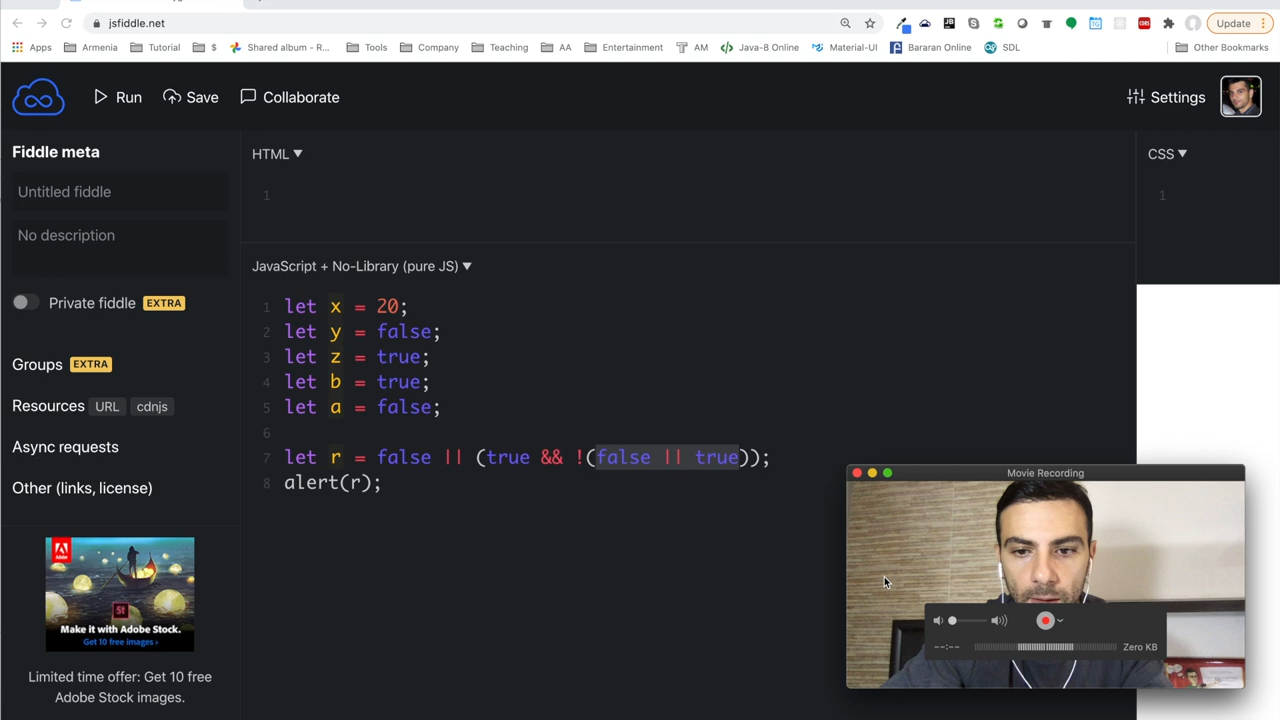 jsfiddle.net
Update
Apps Armenia Tutorial $ Shared album - R... Tools Company Teaching AA Entertainment AM Java-8 Online Material-UI Bararan Online SDL Other Bookmarks
Run Save Collaborate Settings
Fiddle meta
Untitled fiddle
No description
Private fiddle EXTRA
Groups EXTRA
Resources URL cdnjs
Async requests
Other (links, license)
Make it with Adobe Stock.
Get 10 free images ›
Limited time offer: Get 10 free
Adobe Stock images.
HTML
1
CSS
1
JavaScript + No-Library (pure JS)
1 let x = 20;
2 let y = false;
3 let z = true;
4 let b = true;
5 let a = false;
6
7 let r = false || (true && !(false || true));
8 alert(r);
Movie Recording
--:-- Zero KB